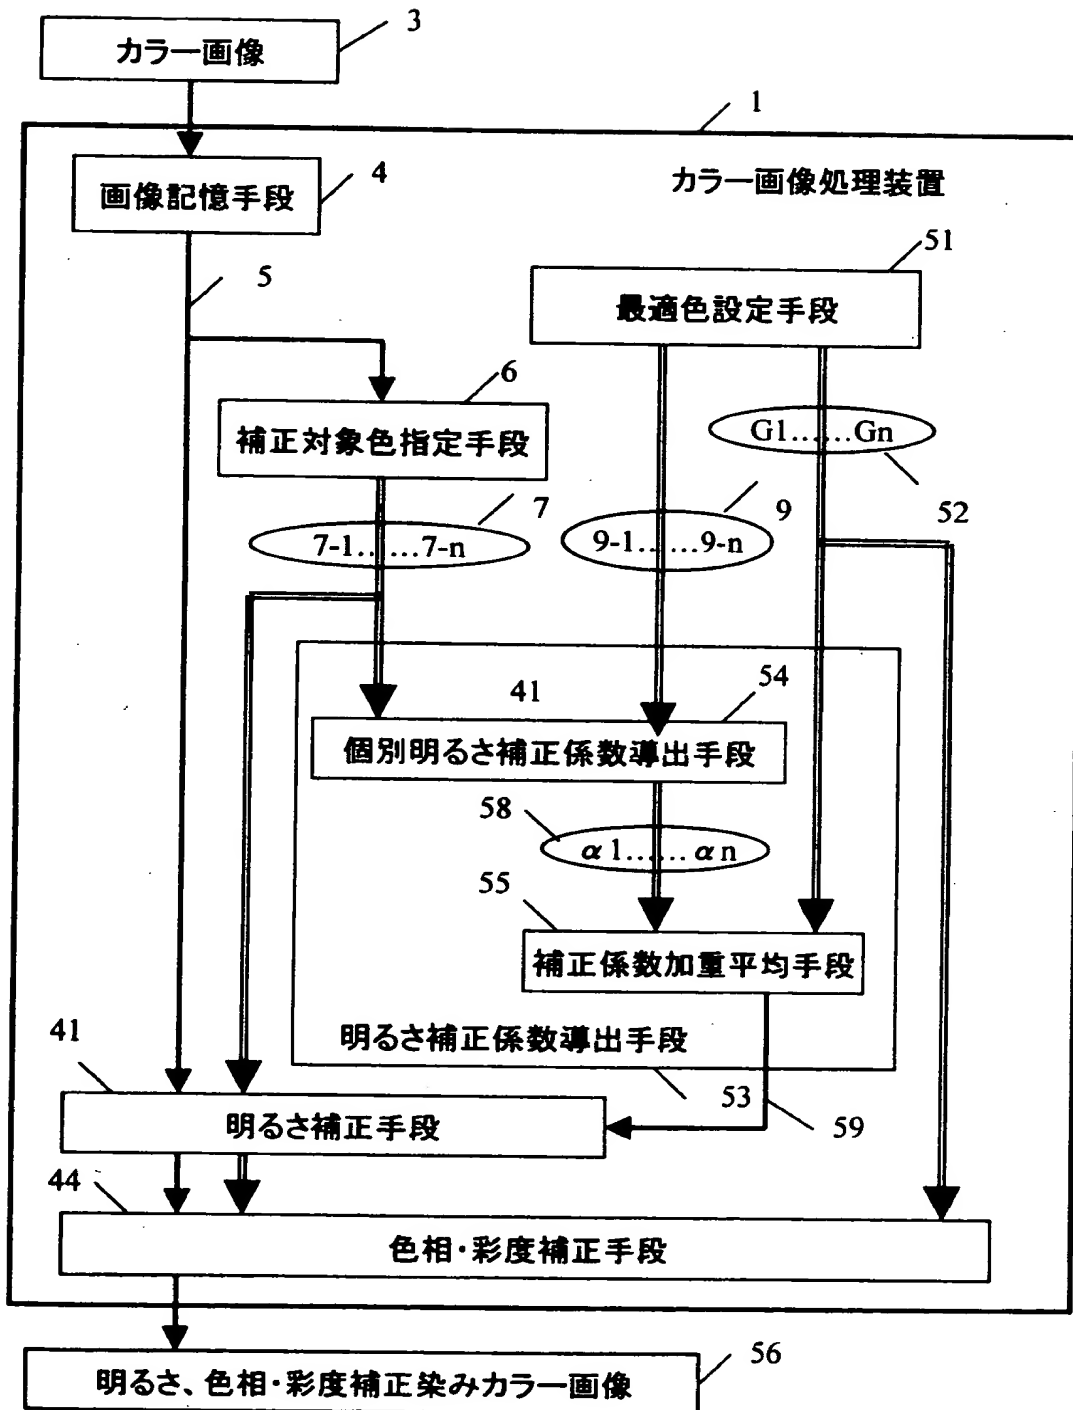 3
カラー画像
1
画像記憶手段
4
カラー画像処理装置
5
51
最適色設定手段
6
補正対象色指定手段
G1......Gn
52
7
7-1......7-n
9
9-1......9-n
41
54
個別明るさ補正係数導出手段
58
α1......αn
55
補正係数加重平均手段
明るさ補正係数導出手段
53
59
41
明るさ補正手段
44
色相・彩度補正手段
56
明るさ、色相・彩度補正染みカラー画像